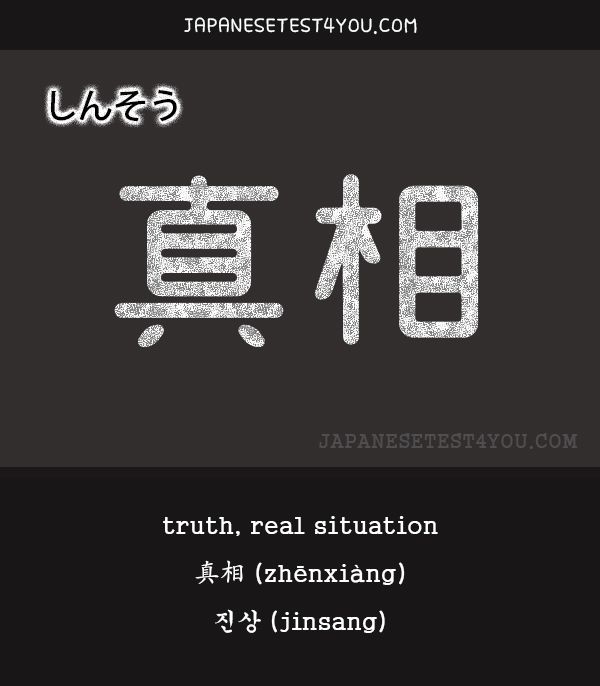 JAPANESETEST4YOU.COM
しんそう
真相
JAPANESETEST4YOU.COM
truth, real situation
真相 (zhēnxiàng)
진상 (jinsang)